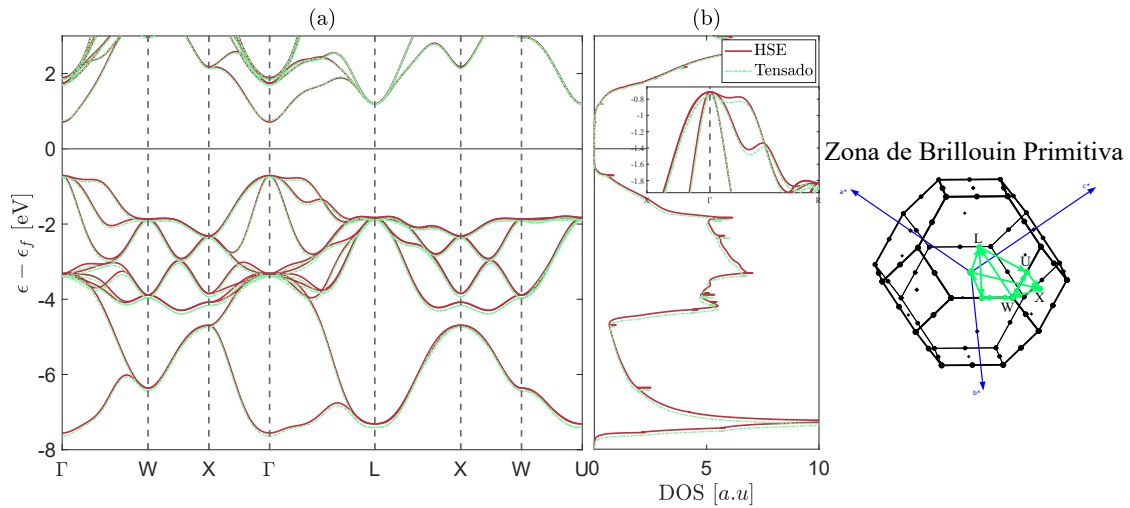 (a)
(b)
ϵ − ϵ_f [eV]
2
0
-2
-4
-6
-8
Γ W X Γ L X W U
HSE
Tensado
-0.8
-1
-1.2
-1.4
-1.6
-1.8
X Γ R
0 5 10
DOS [a.u]
Zona de Brillouin Primitiva
a*
c*
L
U
X
W
b*